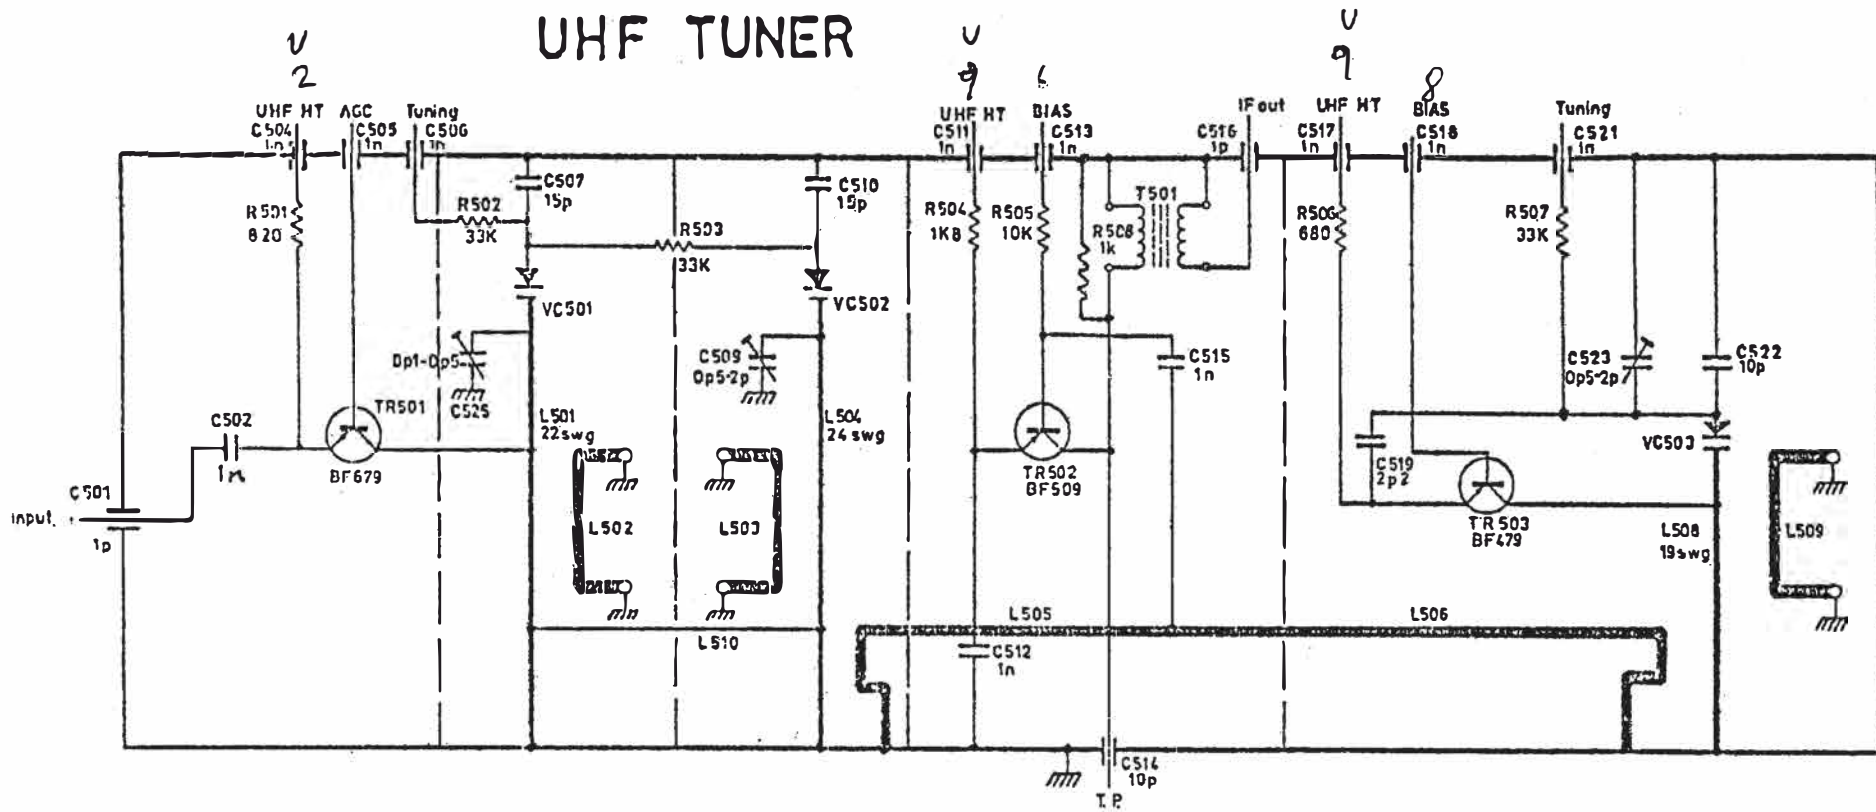 UHF TUNER
V
2
V
9
6
V
9
8
UHF HT
AGC
Tuning
UHF HT
BIAS
IF out
UHF HT
BIAS
Tuning
C504
1n
C505
1n
C506
1n
C511
1n
C513
1n
C516
1p
C517
1n
C518
1n
C521
1n
C507
15p
C510
15p
T501
R501
820
R502
33K
R503
33K
R504
1K8
R505
10K
R508
1k
R506
680
R507
33K
VC501
VC502
0p1-0p5
C525
C509
0p5-2p
C515
1n
C523
0p5-2p
C522
10p
C502
1n
TR501
BF679
L501
22swg
L504
24swg
TR502
BF509
C519
2p2
VC503
C501
1p
input.
L502
L503
TR503
BF479
L508
19swg
L509
L510
L505
L506
C512
1n
C514
10p
T.P.